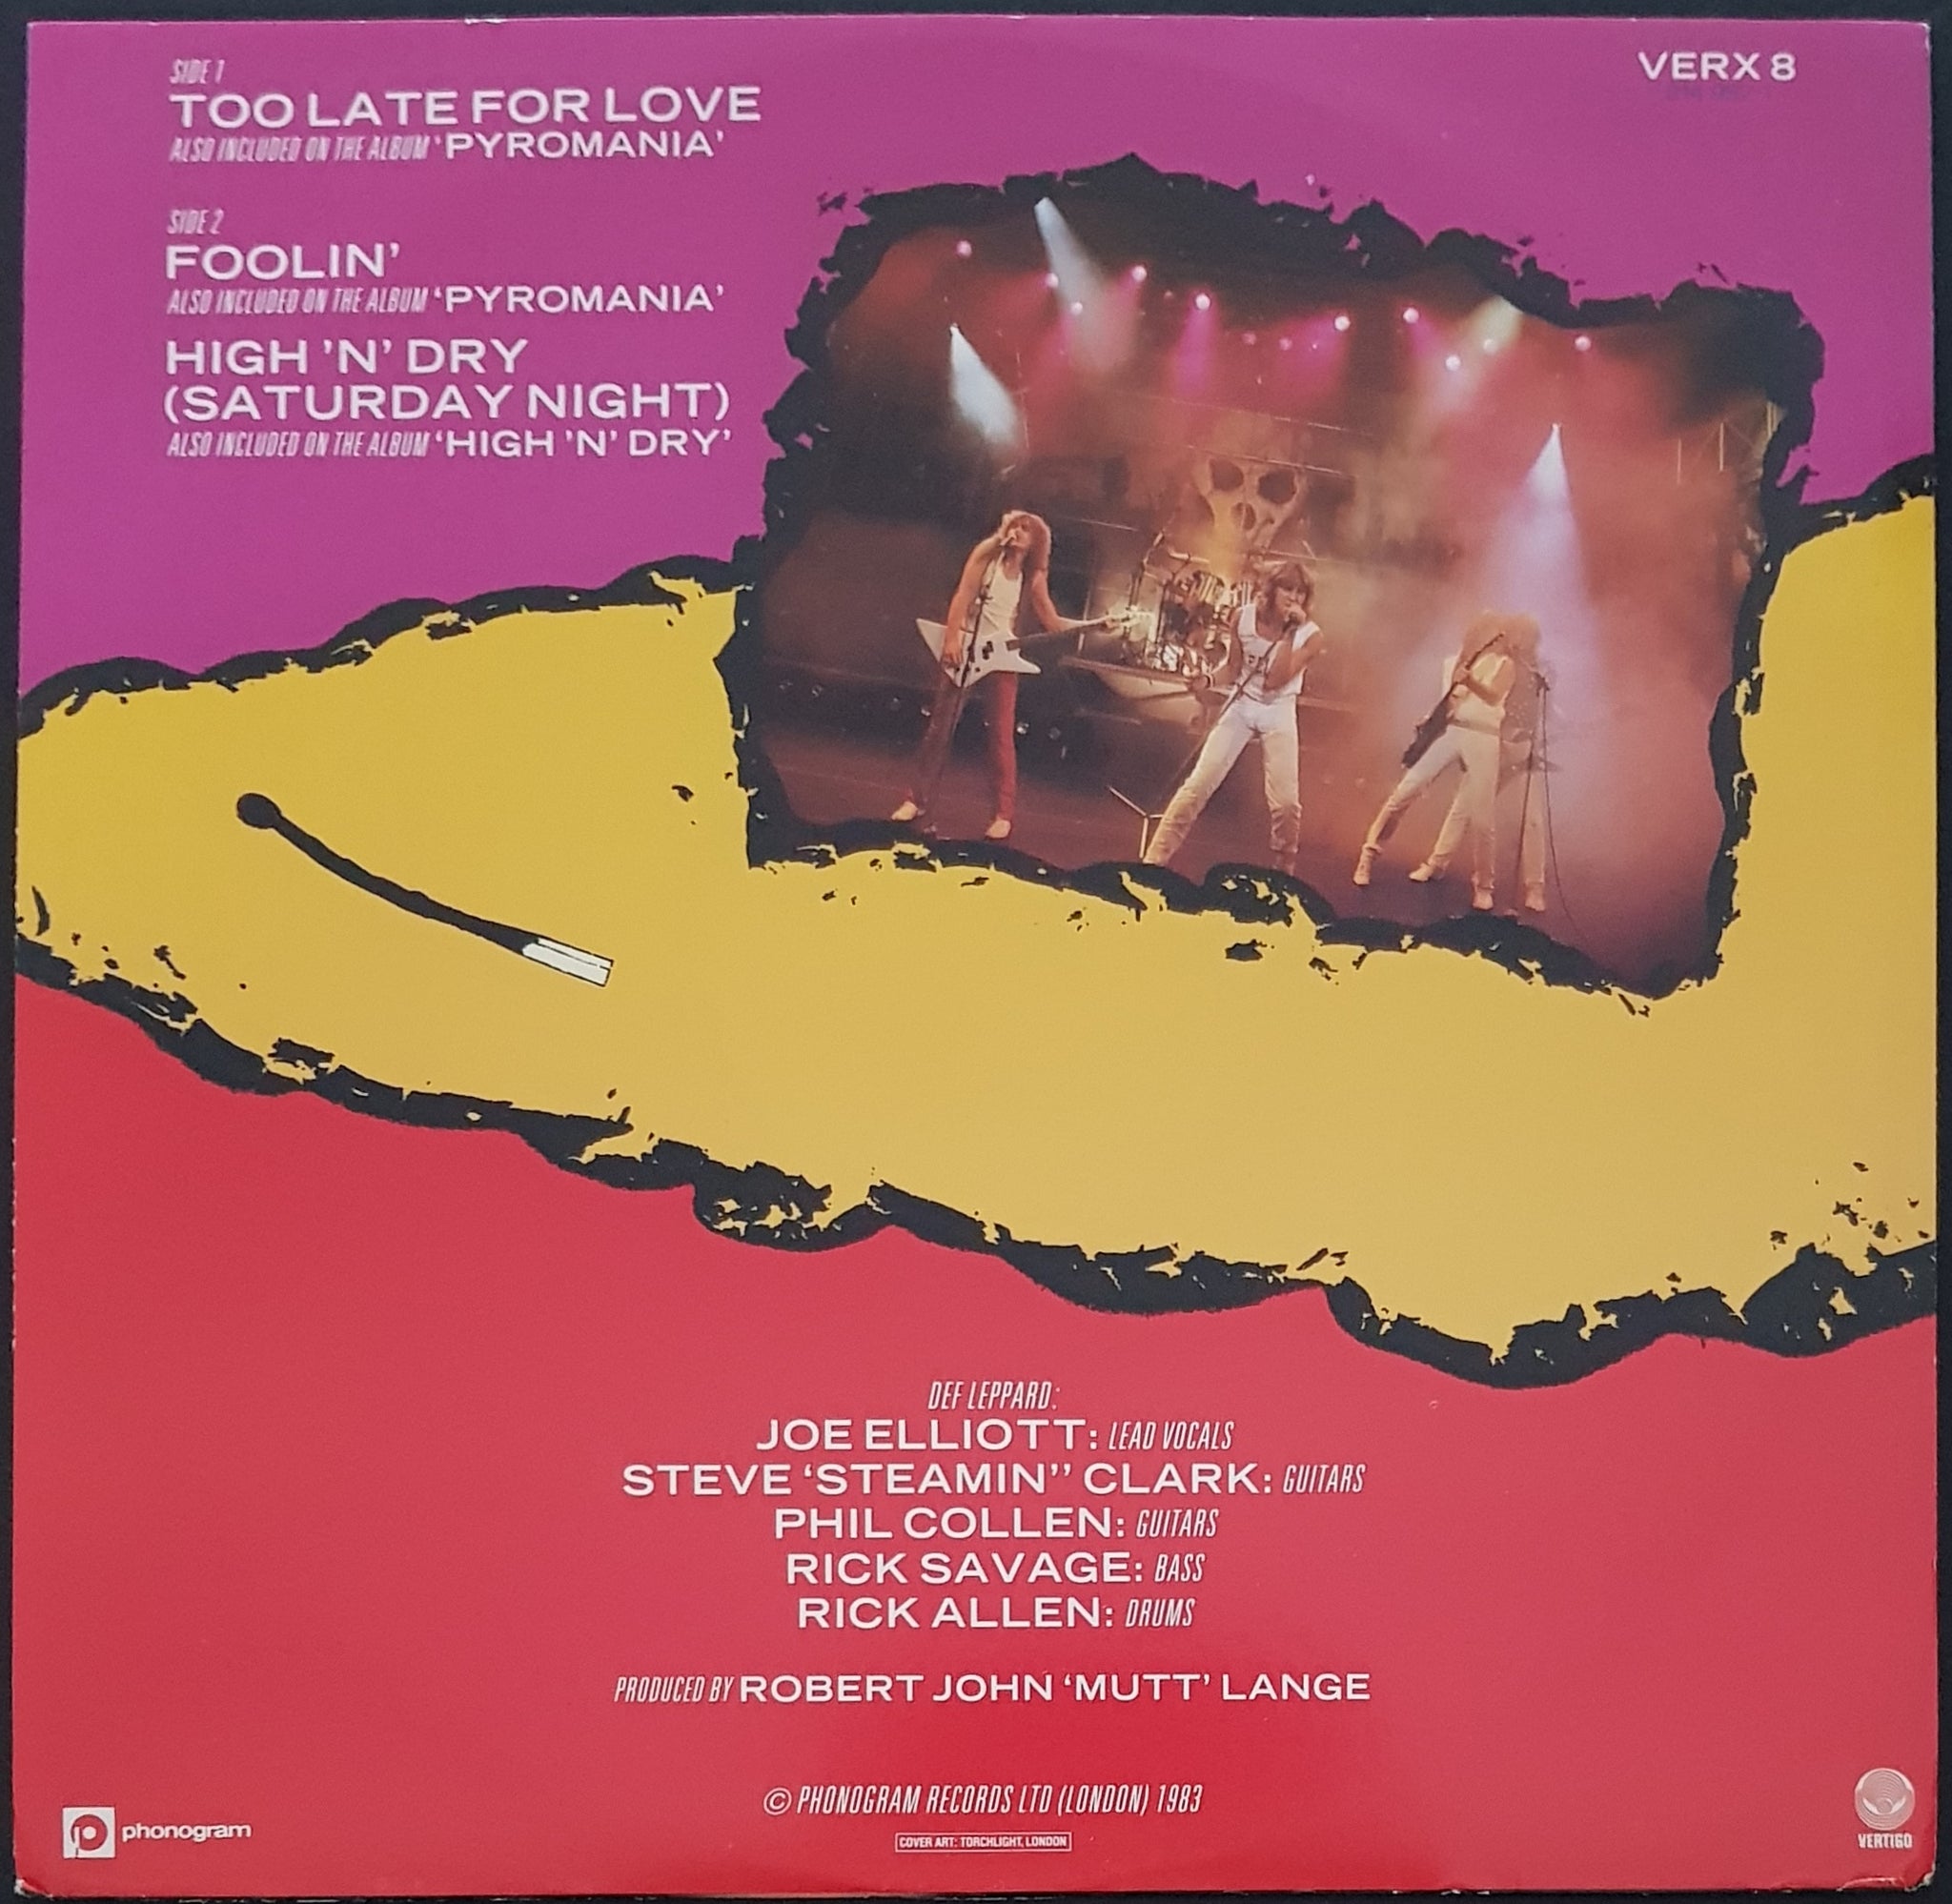 SIDE 1
TOO LATE FOR LOVE
ALSO INCLUDED ON THE ALBUM ‘PYROMANIA’
SIDE 2
FOOLIN’
ALSO INCLUDED ON THE ALBUM ‘PYROMANIA’
HIGH ’N’ DRY
(SATURDAY NIGHT)
ALSO INCLUDED ON THE ALBUM ‘HIGH ’N’ DRY’
VERX 8
DEF LEPPARD:
JOE ELLIOTT: LEAD VOCALS
STEVE ‘STEAMIN’’ CLARK: GUITARS
PHIL COLLEN: GUITARS
RICK SAVAGE: BASS
RICK ALLEN: DRUMS
PRODUCED BY ROBERT JOHN ‘MUTT’ LANGE
© PHONOGRAM RECORDS LTD (LONDON) 1983
COVER ART: TORCHLIGHT, LONDON
phonogram
VERTIGO